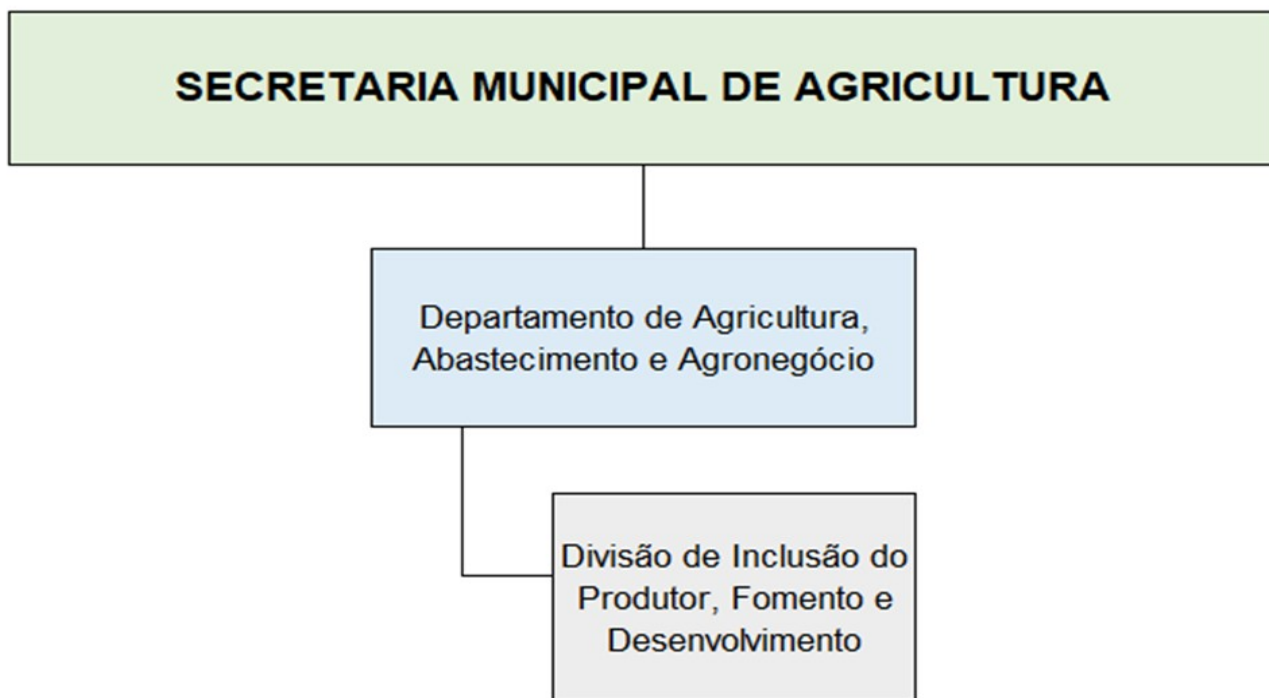 SECRETARIA MUNICIPAL DE AGRICULTURA
Departamento de Agricultura,
Abastecimento e Agronegócio
Divisão de Inclusão do
Produtor, Fomento e
Desenvolvimento